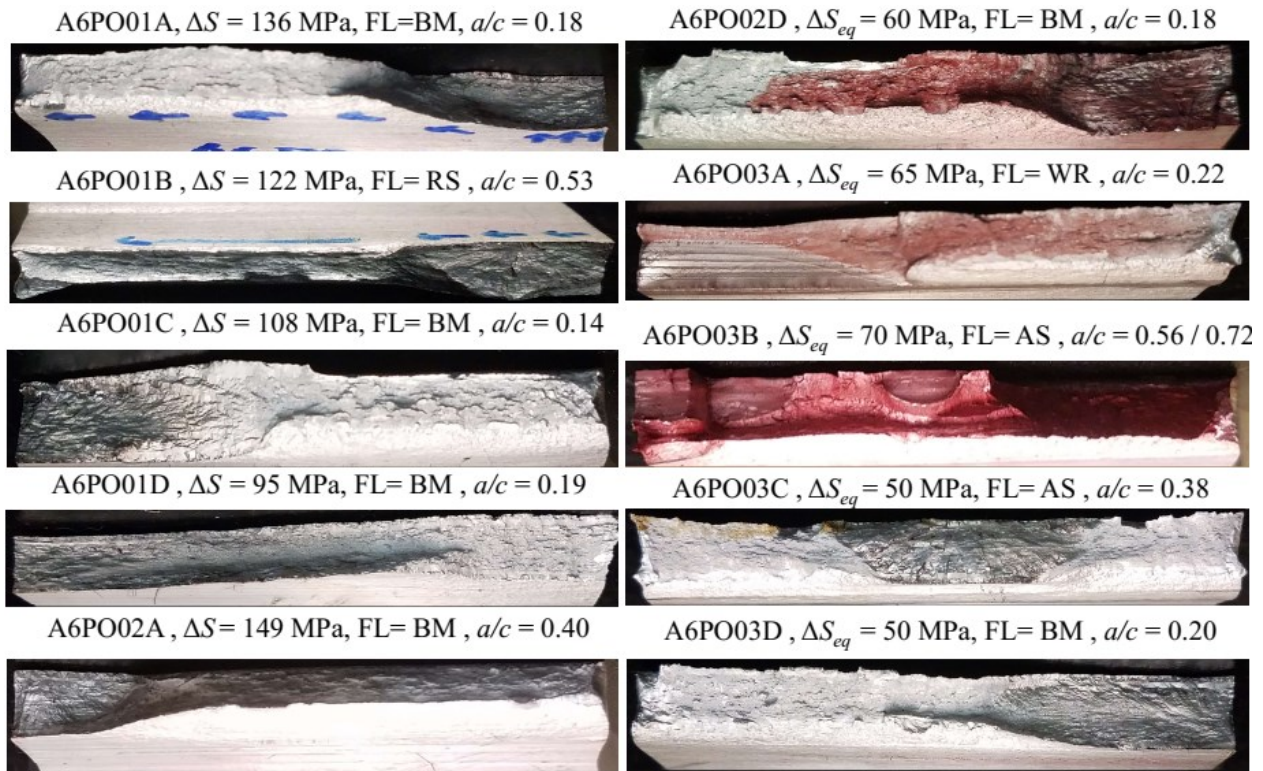 A6PO01A, ΔS = 136 MPa, FL=BM, a/c = 0.18
A6PO02D , ΔSeq = 60 MPa, FL= BM , a/c = 0.18
A6PO01B , ΔS = 122 MPa, FL= RS , a/c = 0.53
A6PO03A , ΔSeq = 65 MPa, FL= WR , a/c = 0.22
A6PO01C , ΔS = 108 MPa, FL= BM , a/c = 0.14
A6PO03B , ΔSeq = 70 MPa, FL= AS , a/c = 0.56 / 0.72
A6PO01D , ΔS = 95 MPa, FL= BM , a/c = 0.19
A6PO03C , ΔSeq = 50 MPa, FL= AS , a/c = 0.38
A6PO02A , ΔS = 149 MPa, FL= BM , a/c = 0.40
A6PO03D , ΔSeq = 50 MPa, FL= BM , a/c = 0.20